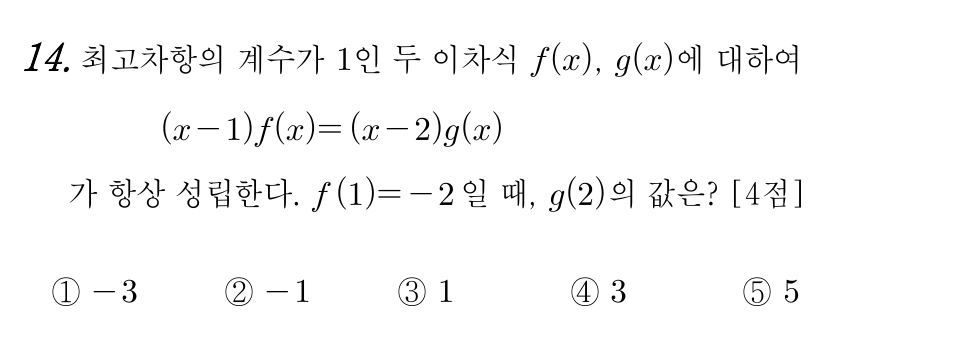 14. 최고차항의 계수가 1인 두 이차식 f(x), g(x)에 대하여
(x-1)f(x)=(x-2)g(x)
가 항상 성립한다. f(1)=-2일 때, g(2)의 값은? [4점]
① -3 ② -1 ③ 1 ④ 3 ⑤ 5